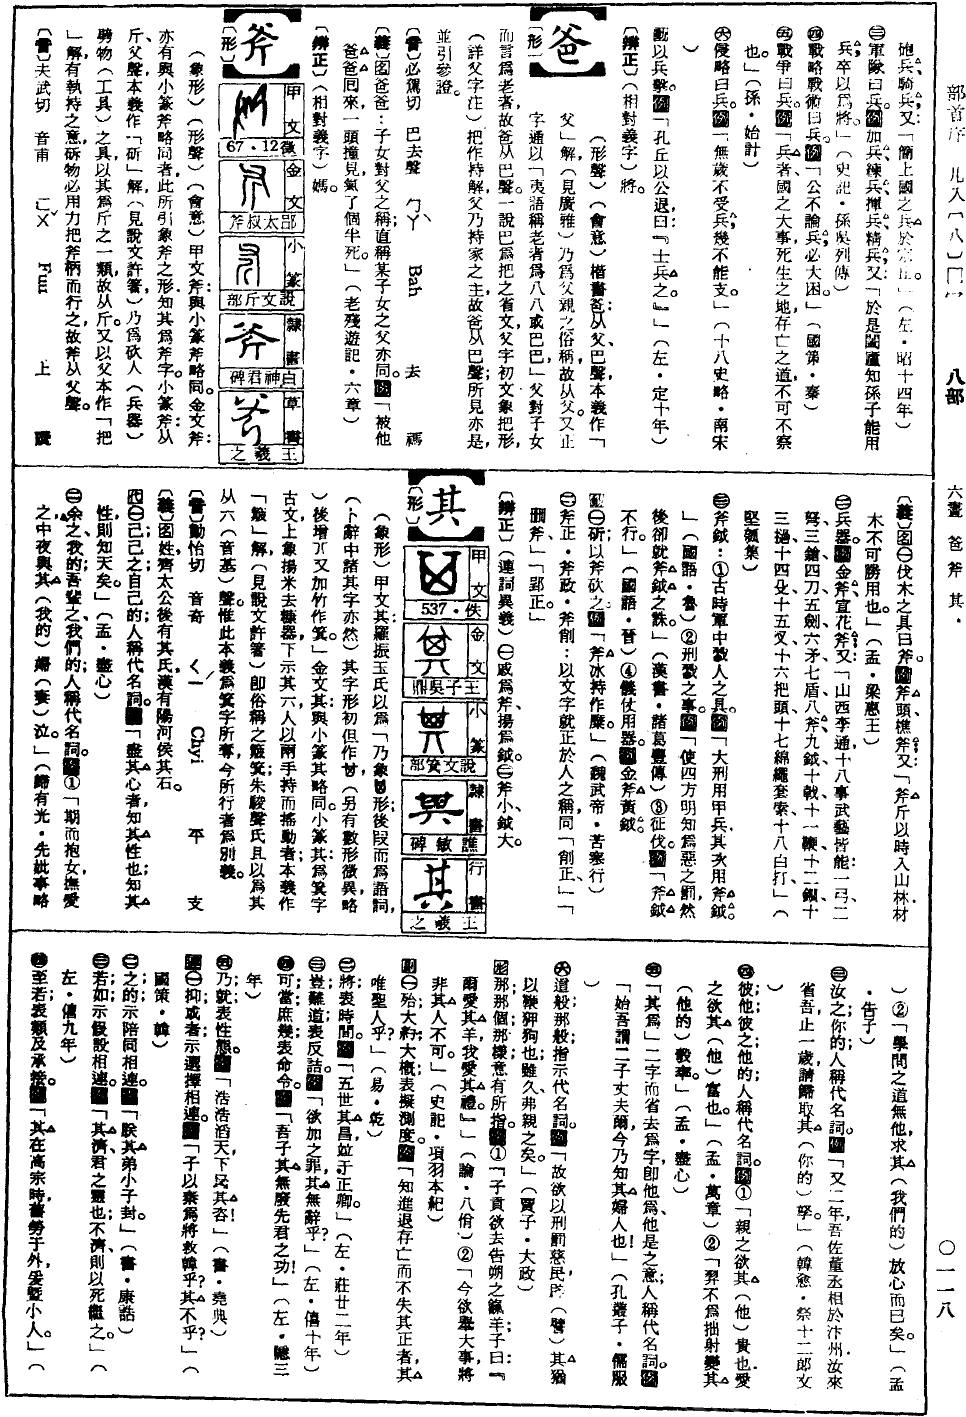 部首序 儿入〔八〕冂冖 八部 六畫 爸斧其． 〇一一八
炮兵騎兵；又「簡上國之兵於宗丘。」（左・昭十四年）
㊂軍隊曰兵。例加兵練兵揮兵精兵；又「於是闔廬知孫子能用
兵，卒以爲將。」（史記・孫吳列傳）
㊃戰略戰術曰兵。例「公不論兵，必大困。」（國策・秦）
㊄戰爭曰兵。例「兵者國之大事，死生之地，存亡之道，不可不察
也。」（孫・始計）
㊅侵略曰兵。例「無歲不受兵，幾不能支。」（十八史略・南宋
）
動以兵擊。例「孔丘以公退，曰：『士兵之。』」（左・定十年）
〔辨正〕（相對義字）將。
爸
〔形〕（形聲）（會意）楷書爸：从父、巴聲，本義作「
父」解（見廣雅）乃爲父親之俗稱，故从父。又正
字通以「夷語稱老者爲八八或巴巴。」父對子女
而言爲老者，故爸从巴聲。一說巴爲把之省文，父字初文象把形
（詳父字注）把作持解，父乃持家之主，故爸从巴聲；所見亦是，
並引參證。
〔音〕必駕切 巴去聲 ㄅㄚˋ Bah 去 禡
〔義〕名爸爸：子女對父之稱；直稱某子女之父亦同。例「被他
爸爸回來，一頭撞見，氣了個半死。」（老殘遊記・六章）
〔辨正〕（相對義字）媽。
斧
甲文 67・12徵
金文 斧叔太邵
小篆 部斤文說
隸書 碑君神白
草書 之羲王
〔形〕（象形）（形聲）（會意）甲文斧與小篆斧略同。金文斧：
亦有與小篆斧略同者，此所引象斧之形，知其爲斧字。小篆斧：从
斤、父聲，本義作「斫」解（見說文許箸）乃爲砍人（兵器）
劈物（工具）之具，以其爲斤之一類，故从斤。又以父本作「把
」解，有執持之意，斫物必用力把斧柄而行之，故斧从父聲。
〔音〕夫武切 音甫 ㄈㄨˇ Fuu 上 麌
〔義〕名㊀伐木之具曰斧。例斧頭樵斧；又「斧斤以時入山林，材
木不可勝用也。」（孟・梁惠王）
㊁兵器。例金斧宣花斧；又「山西李通，十八事武藝皆能：一弓、二
弩、三鎗、四刀、五劍、六矛、七盾、八斧、九鉞、十戟、十一鞭、十二鐧、十
三撾、十四殳、十五叉、十六把頭、十七綿繩套索、十八白打。」（
堅瓠集）
㊂斧鉞：①古時軍中戮人之具。例「大刑用甲兵，其次用斧鉞。
」（國語・魯）②刑戮之事。例「使四方明知爲惡之罰，然
後卻就斧鉞之誅。」（漢書・諸葛豐傳）③征伐。例「斧鉞
不行。」（國語・晉）④儀仗用器。例金斧黃鉞。
動㊀斫；以斧砍之。例「斧冰持作糜。」（魏武帝・苦寒行）
㊁斧正・斧政・斧削：以文字就正於人之稱，同「削正」「
刪斧」「郢正」。
〔辨正〕（連詞異義）㊀戚爲斧，揚爲鉞。㊁斧小，鉞大。
其
甲文 537・佚
金文 鼎吳子王
小篆 部箕文說
隸書 碑敏譙
行書 之羲王
〔形〕（象形）甲文其：羅振玉氏以爲「乃象形，後叚而爲語詞，
（卜辭中諸其字亦然）其字形初但作，（另有數形徵異，略
）後增丌，又加竹作箕。」金文其：與小篆其略同。小篆其：爲箕字
古文，上象揚米去糠器，下示其一人以兩手持而搖動者，本義作
「簸」解（見說文許箸）即俗稱之簸箕。朱駿聲氏且以爲其
从六（音基）聲。惟此本義爲箕字所奪，今所行者爲別義。
〔音〕動怡切 音奇 ㄑㄧˊ Chyi 平 支
〔義〕名姓，齊太公後有其氏；漢有陽河侯其石。
代㊀己；己之；自己的；人稱代名詞。例「盡其心者，知其性也；知其
性，則知天矣。」（孟・盡心）
㊁余之；我的；吾輩之；我們的；人稱代名詞。例①「期而抱女撫愛
之，中夜與其（我的）婦（妻）泣。」（歸有光・先妣事略
）②「學問之道無他，求其（我們的）放心而已矣。」（孟
・告子）
㊂汝之；你的；人稱代名詞。例「又二年，吾佐董丞相於汴州，汝來
省吾，止一歲，請歸取其（你的）孥。」（韓愈・祭十二郎文
）
㊃彼；他；彼之；他的；人稱代名詞。例①「親之欲其（他）貴也，愛
之欲其（他）富也。」（孟・萬章）②「羿不爲拙射變其
（他的）彀率。」（孟・盡心）
㊄「其爲」二字而省去爲字，即他爲、他是之意；人稱代名詞。例
「始吾謂二子丈夫爾，今乃知其婦人也！」（孔叢子・儒服
）
㊅這般；那般；指示代名詞。例「故欲以刑罰慈民，（譬）其猶
以鞭狎狗也，雖久弗親之矣。」（賈子・大政）
形那；那個；那樣；意有所指。例①「子貢欲去告朔之餼羊，子曰：『
爾愛其羊，我愛其禮。』」（論・八佾）②「今欲舉大事，將
非其人不可。」（史記・項羽本紀）
副㊀殆；大約；大概；表擬測度。例「知進退存亡，而不失其正者，其
唯聖人乎？」（易・乾）
㊁將；表時間。例「五世其昌，並于正卿。」（左・莊廿二年）
㊂豈；難道；表反詰。例「欲加之罪，其無辭乎？」（左・僖十年）
㊃可；當；庶幾；表命令。例「吾子其無廢先君之功！」（左・隱三
年）
㊄乃；就；表性態。例「浩浩滔天，下民其咨！」（書・堯典）
連㊀抑；或者；示選擇相連。例「子以秦爲將救韓乎？其不乎？」（
國策・韓）
㊁之；的；示陪同相連。例「朕其弟，小子封。」（書・康誥）
㊂若；如；示假設相連。例「其濟，君之靈也；不濟，則以死繼之。」（
左・僖九年）
㊃至若；表類及承接。例「其在高宗，時舊勞于外，爰暨小人。」（